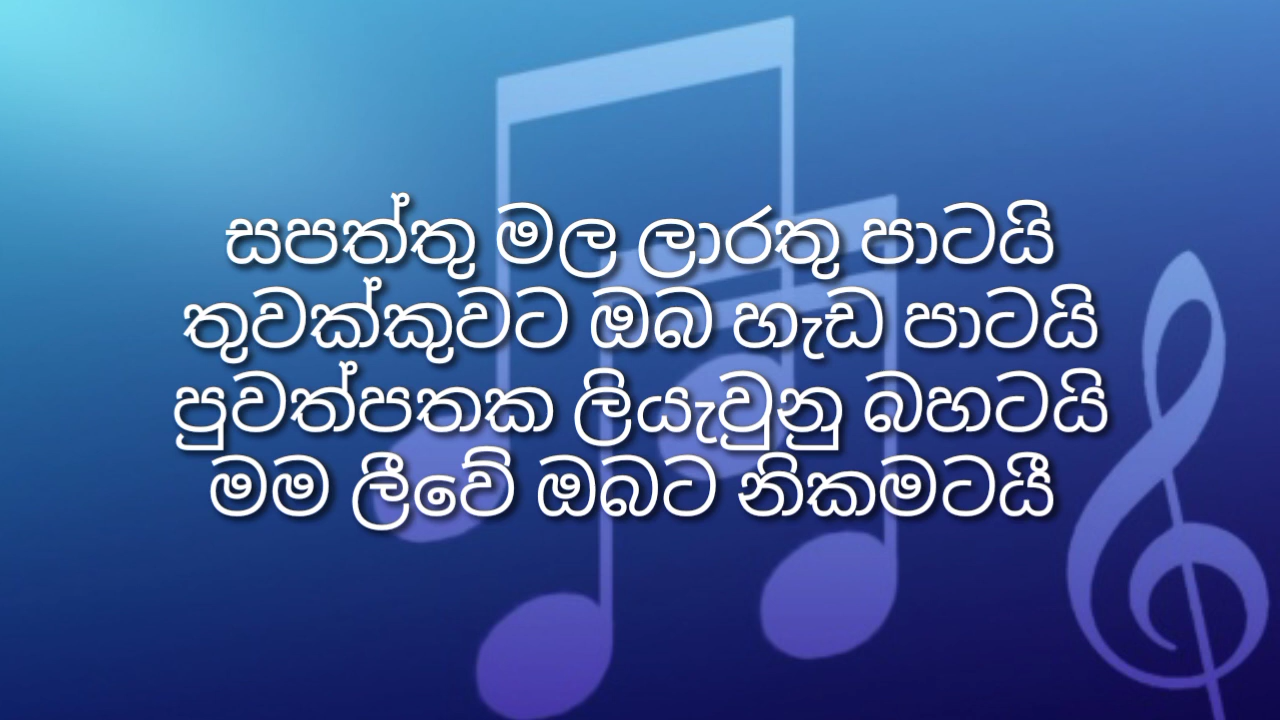 සපත්තු මල ලාරතු පාටයි
තුවක්කුවට ඔබ හැඩ පාටයි
පුවත්පතක ලියැවුනු බහටයි
මම ලීවේ ඔබට නිකමටයී